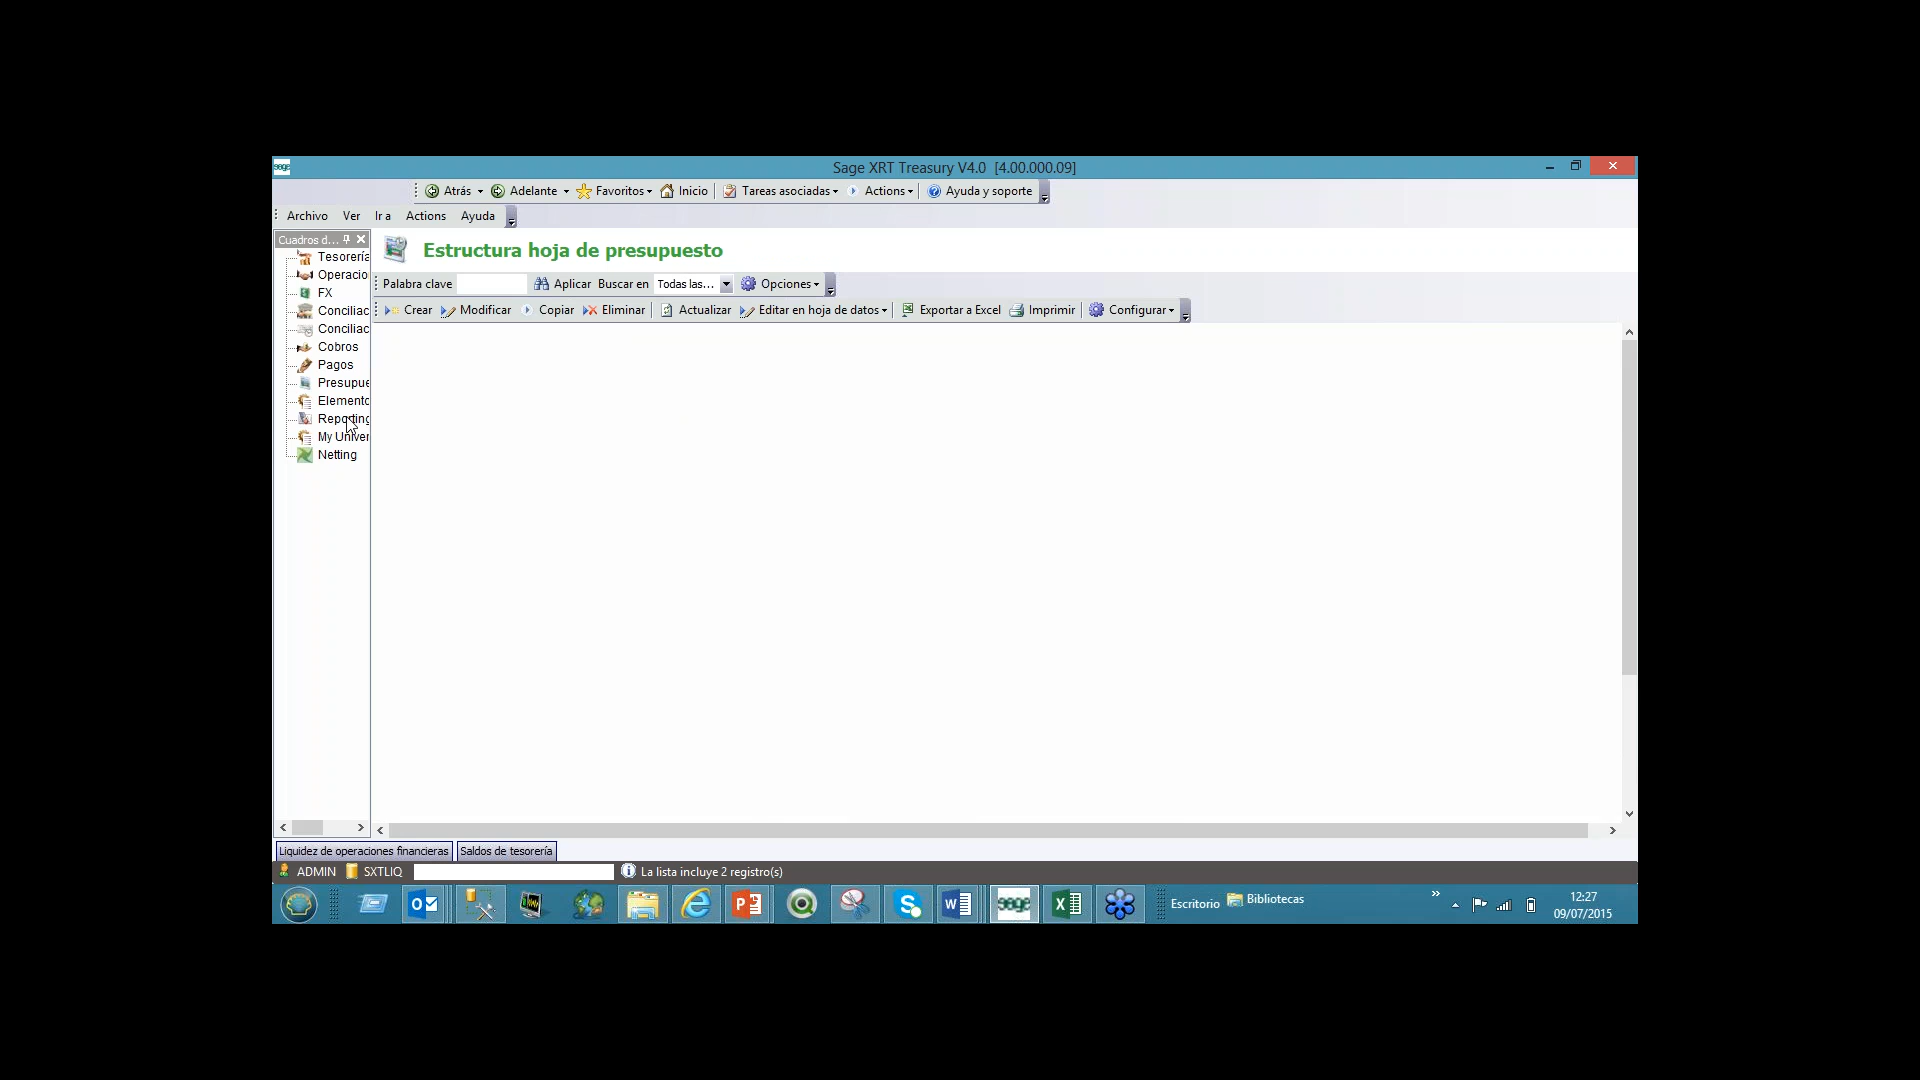 sage Sage XRT Treasury V4.0 [4.00.000.09]
Atrás Adelante Favoritos Inicio Tareas asociadas Actions Ayuda y soporte
Archivo Ver Ir a Actions Ayuda
Cuadros d...
Estructura hoja de presupuesto
Palabra clave Aplicar Buscar en Todas las... Opciones
Crear Modificar Copiar Eliminar Actualizar Editar en hoja de datos Exportar a Excel Imprimir Configurar
Tesorería
Operacio
FX
Conciliac
Conciliac
Cobros
Pagos
Presupue
Elemento
Reporting
My Univer
Netting
Liquidez de operaciones financieras Saldos de tesorería
ADMIN SXTLIQ La lista incluye 2 registro(s)
sage Escritorio Bibliotecas » 12:27
09/07/2015